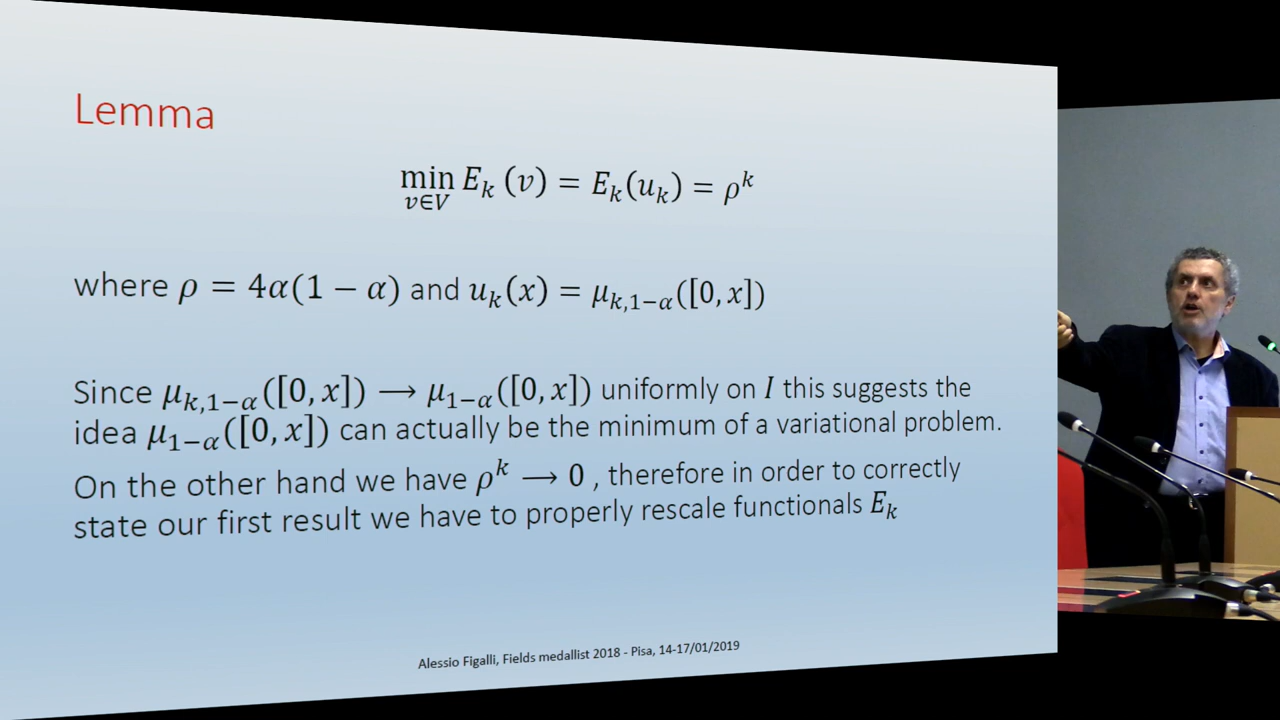 Lemma
min E_k (v) = E_k(u_k) = ρ^k
v∈V
where ρ = 4α(1 − α) and u_k(x) = μ_{k,1−α}([0, x])
Since μ_{k,1−α}([0, x]) ⟶ μ_{1−α}([0, x]) uniformly on I this suggests the
idea μ_{1−α}([0, x]) can actually be the minimum of a variational problem.
On the other hand we have ρ^k ⟶ 0 , therefore in order to correctly
state our first result we have to properly rescale functionals E_k
Alessio Figalli, Fields medallist 2018 - Pisa, 14-17/01/2019